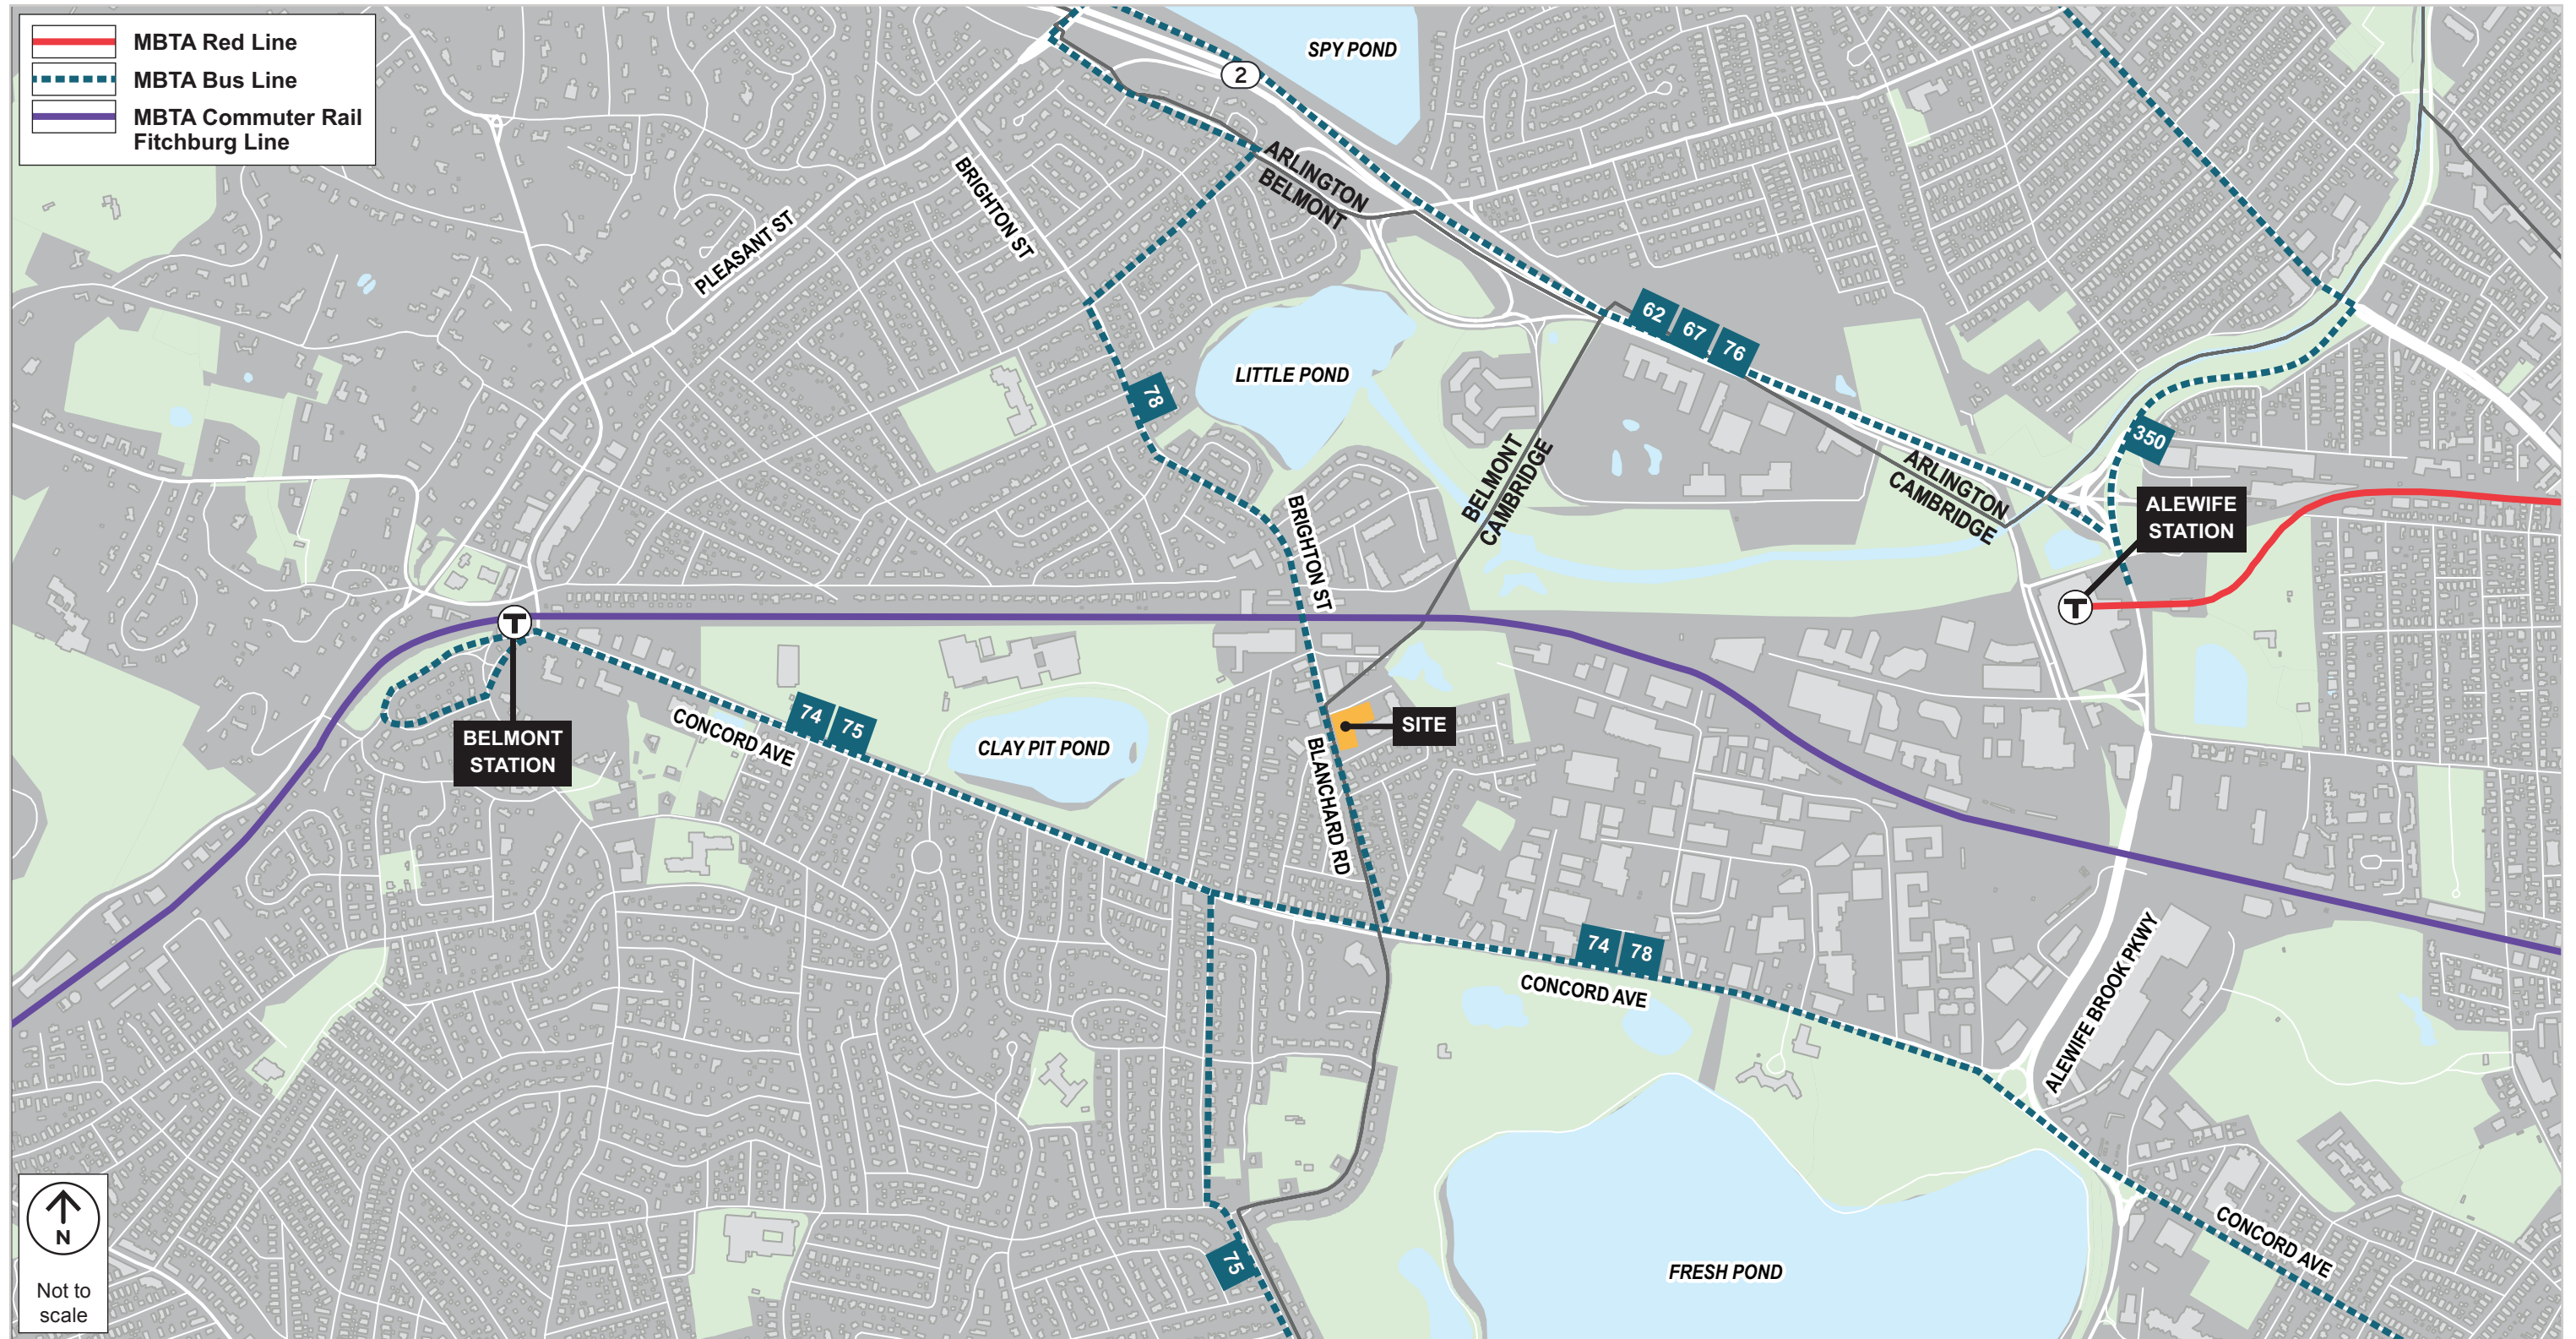 MBTA Red Line
MBTA Bus Line
MBTA Commuter Rail
Fitchburg Line
SPY POND
2
ARLINGTON
BELMONT
BRIGHTON ST
PLEASANT ST
62
67
76
LITTLE POND
78
350
BELMONT
CAMBRIDGE
ARLINGTON
CAMBRIDGE
ALEWIFE
STATION
BRIGHTON ST
T
T
SITE
74
75
CONCORD AVE
BELMONT
STATION
CLAY PIT POND
BLANCHARD RD
74
78
CONCORD AVE
ALEWIFE BROOK PKWY
N
Not to
scale
75
FRESH POND
CONCORD AVE